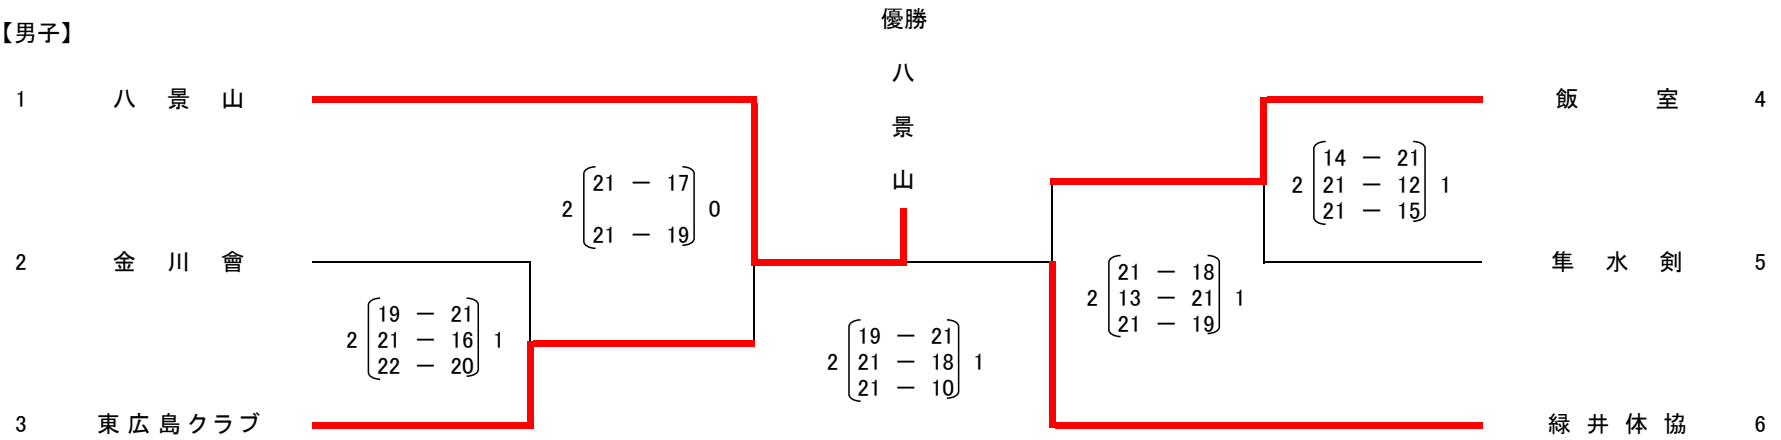 【男子】
優勝
八景山
1 八景山
飯室 4
2 [21 － 17
21 － 19] 0
2 [14 － 21
21 － 12
21 － 15] 1
2 金川會
隼水剣 5
2 [19 － 21
21 － 16
22 － 20] 1
2 [19 － 21
21 － 18
21 － 10] 1
2 [21 － 18
13 － 21
21 － 19] 1
3 東広島クラブ
緑井体協 6